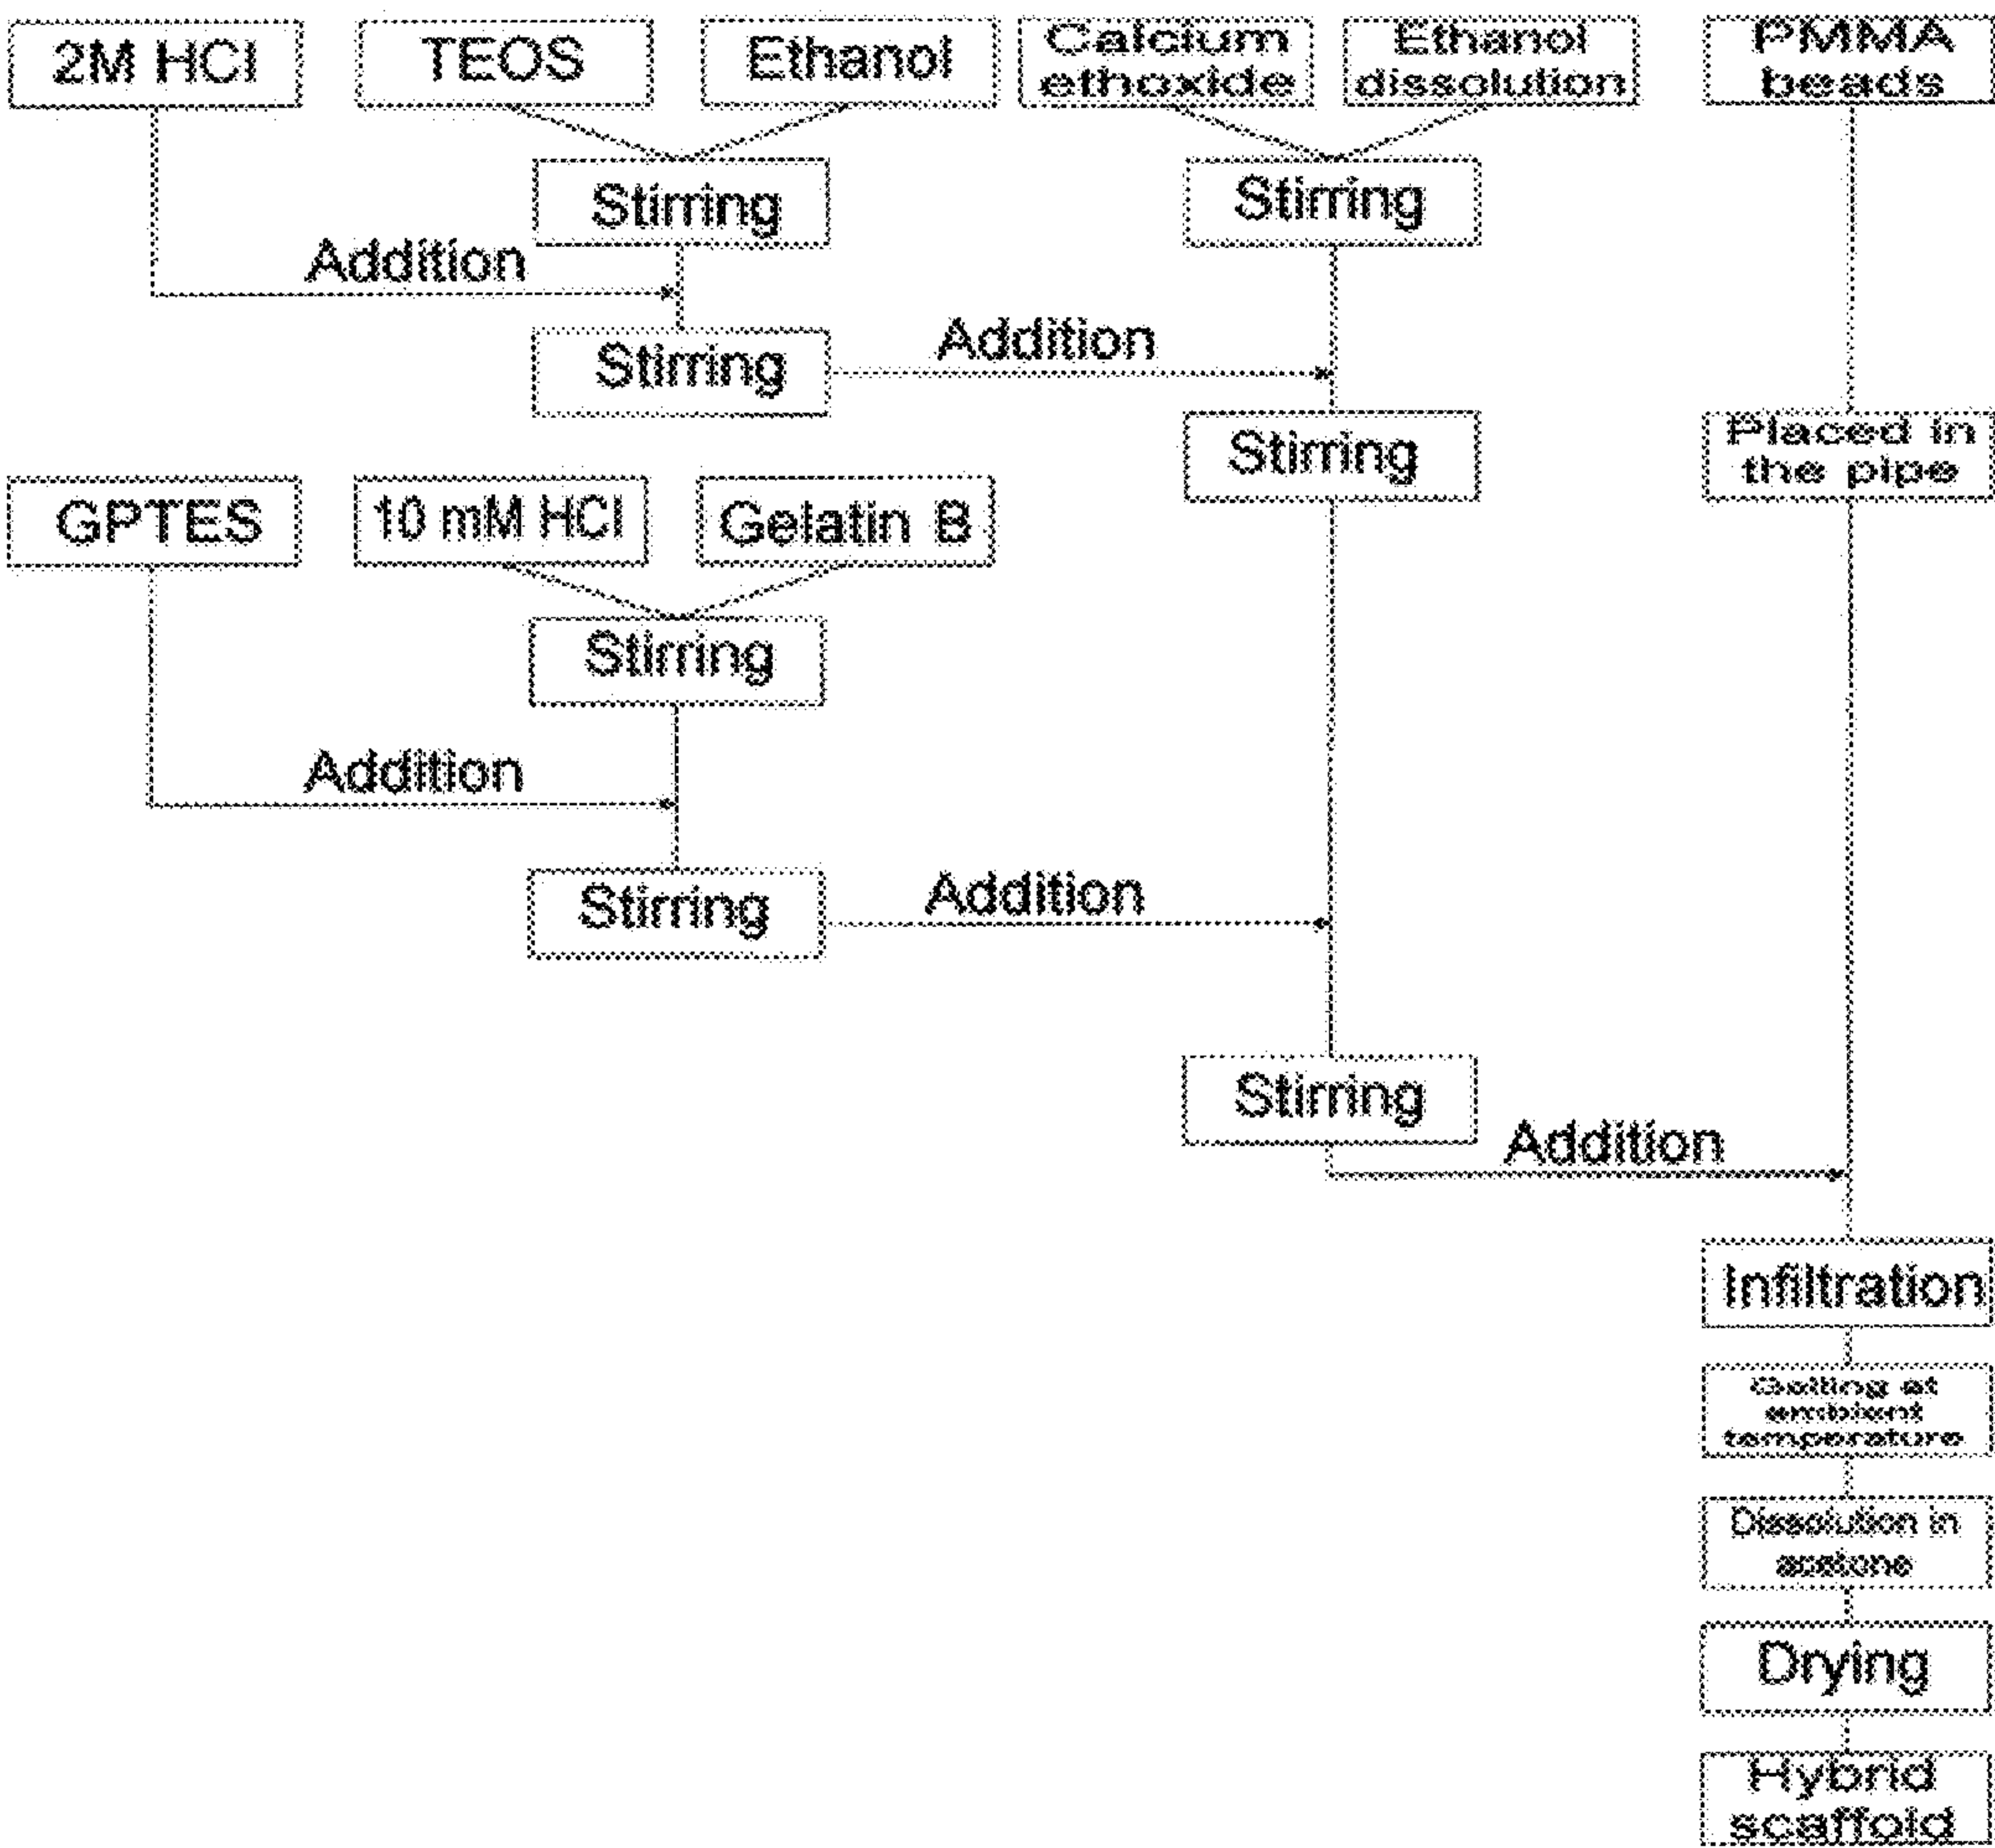 2M HCl
TEOS
Ethanol
Calcium
ethoxide
Ethanol
dissolution
PMMA
beads
Stirring
Stirring
Addition
Stirring
Addition
Stirring
Placed in
the pipe
GPTES
10 mM HCl
Gelatin B
Stirring
Addition
Stirring
Addition
Stirring
Addition
Infiltration
Gelling at
ambient
temperature
Dissolution in
acetone
Drying
Hybrid
scaffold